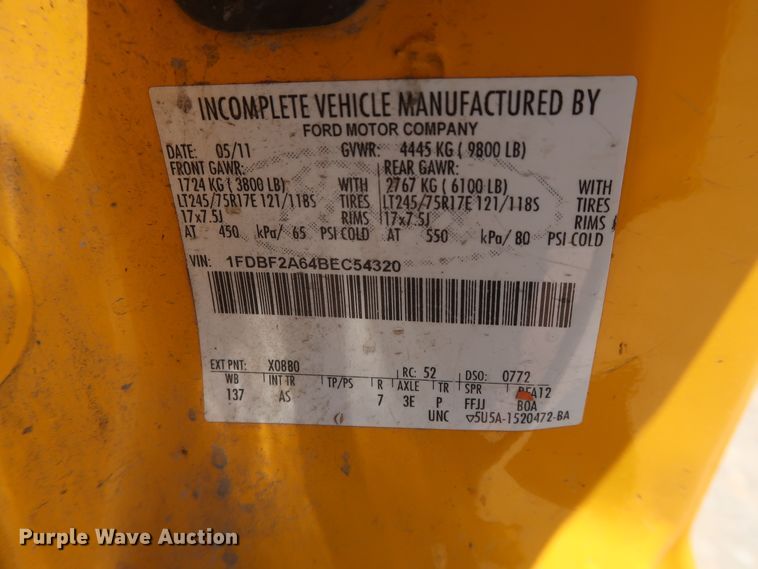 INCOMPLETE VEHICLE MANUFACTURED BY
FORD MOTOR COMPANY
DATE: 05/11 GVWR: 4445 KG ( 9800 LB)
FRONT GAWR: REAR GAWR:
1724 KG ( 3800 LB) WITH 2767 KG ( 6100 LB) WITH
LT245/75R17E 121/118S TIRES LT245/75R17E 121/118S TIRES
17x7.5J RIMS 17x7.5J RIMS
AT 450 kPa/ 65 PSI COLD AT 550 kPa/ 80 PSI COLD
VIN: 1FDBF2A64BEC54320
EXT PNT: RC: 52 DSO: 0772
WB INT TR TP/PS R AXLE TR SPR
137 AS 7 3E P FFJJ B0A
UNC ▽5U5A-1520472-BA
Purple Wave Auction